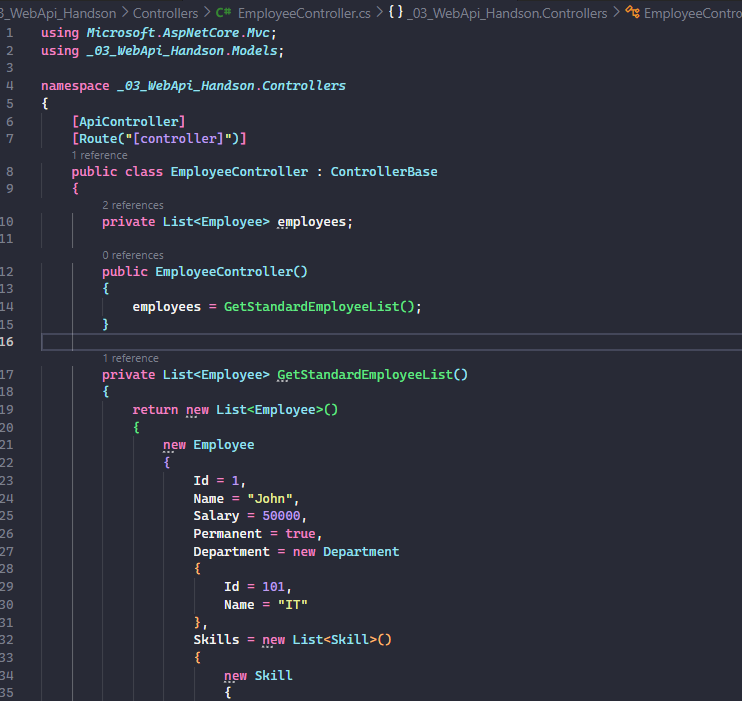 3_WebApi_Handson > Controllers > C# EmployeeController.cs > {} _03_WebApi_Handson.Controllers > EmployeeContro
1 using Microsoft.AspNetCore.Mvc;
2 using _03_WebApi_Handson.Models;
3
4 namespace _03_WebApi_Handson.Controllers
5 {
6 [ApiController]
7 [Route("[controller]")]
1 reference
8 public class EmployeeController : ControllerBase
9 {
2 references
10 private List<Employee> employees;
11
0 references
12 public EmployeeController()
13 {
14 employees = GetStandardEmployeeList();
15 }
16
1 reference
17 private List<Employee> GetStandardEmployeeList()
18 {
19 return new List<Employee>()
20 {
21 new Employee
22 {
23 Id = 1,
24 Name = "John",
25 Salary = 50000,
26 Permanent = true,
27 Department = new Department
28 {
29 Id = 101,
30 Name = "IT"
31 },
32 Skills = new List<Skill>()
33 {
34 new Skill
35 {